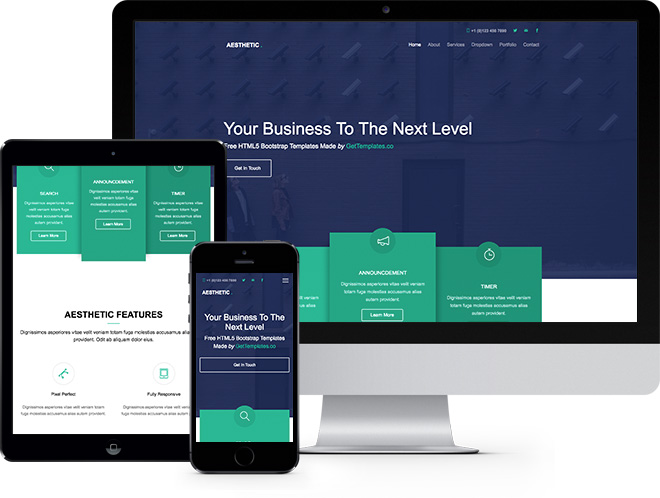 +1 (0)123 456 7889
AESTHETIC .
Home About Services Dropdown Portfolio Contact
Your Business To The Next Level
Free HTML5 Bootstrap Templates Made by GetTemplates.co
Get In Touch
ANNOUNCDEMENT
Dignissimos asperiores vitae
velit veniam totam fuga
molestias accusamus alias
autem provident.
Learn More
TIMER
Dignissimos asperiores vitae
velit veniam totam fuga
molestias accusamus alias
autem provident.
SEARCH
Dignissimos asperiores vitae
velit veniam totam fuga
molestias accusamus alias
autem provident.
Learn More
ANNOUNCDEMENT
Dignissimos asperiores vitae
velit veniam totam fuga
molestias accusamus alias
autem provident.
Learn More
TIMER
Dignissimos asperiores vitae
velit veniam totam fuga
molestias accusamus alias
autem provident.
Learn More
AESTHETIC FEATURES
Dignissimos asperiores vitae velit veniam totam fuga molestias accusamus alias
autem provident. Odit ab aliquam dolor eius.
Pixel Perfect
Dignissimos asperiores vitae velit veniam totam
fuga molestias accusamus alias autem provident.
Fully Responsive
Dignissimos asperiores vitae velit
fuga molestias accusamus alias
+1 (0)123 456 7889
AESTHETIC .
Your Business To The
Next Level
Free HTML5 Bootstrap Templates
Made by GetTemplates.co
Get In Touch